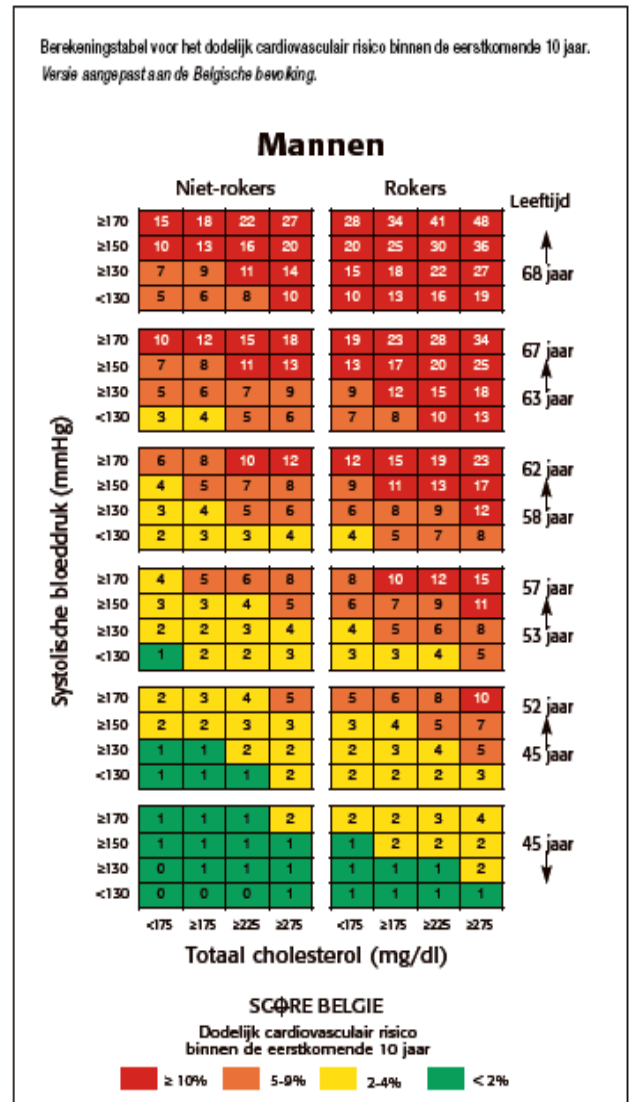 Berekeningstabel voor het dodelijk cardiovasculair risico binnen de eerstkomende 10 jaar.
Versie aangepast aan de Belgische bevolking.
Mannen
Niet-rokers Rokers Leeftijd
≥170 15 18 22 27 28 34 41 48
≥150 10 13 16 20 20 25 30 36
≥130 7 9 11 14 15 18 22 27 68 jaar
<130 5 6 8 10 10 13 16 19
≥170 10 12 15 18 19 23 28 34 67 jaar
≥150 7 8 11 13 13 17 20 25
≥130 5 6 7 9 9 12 15 18 63 jaar
<130 3 4 5 6 7 8 10 13
Systolische bloeddruk (mmHg)
≥170 6 8 10 12 12 15 19 23 62 jaar
≥150 4 5 7 8 9 11 13 17
≥130 3 4 5 6 6 8 9 12 58 jaar
<130 2 3 3 4 4 5 7 8
≥170 4 5 6 8 8 10 12 15 57 jaar
≥150 3 3 4 5 6 7 9 11
≥130 2 2 3 4 4 5 6 8 53 jaar
<130 1 2 2 3 3 3 4 5
≥170 2 3 4 5 5 6 8 10 52 jaar
≥150 2 2 3 3 3 4 5 7
≥130 1 1 2 2 2 3 4 5 45 jaar
<130 1 1 1 2 2 2 2 3
≥170 1 1 1 2 2 2 3 4
≥150 1 1 1 1 1 2 2 2 45 jaar
≥130 0 1 1 1 1 1 1 2
<130 0 0 0 1 1 1 1 1
<175 ≥175 ≥225 ≥275 <175 ≥175 ≥225 ≥275
Totaal cholesterol (mg/dl)
SCORE BELGIE
Dodelijk cardiovasculair risico
binnen de eerstkomende 10 jaar
≥ 10% 5-9% 2-4% < 2%